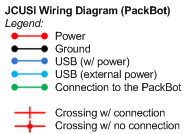 JCUSI Wiring Diagram (PackBot)
Legend:
Power
Ground
USB (w/ power)
USB (external power)
Connection to the PackBot
Crossing w/ connection
Crossing w/ no connection